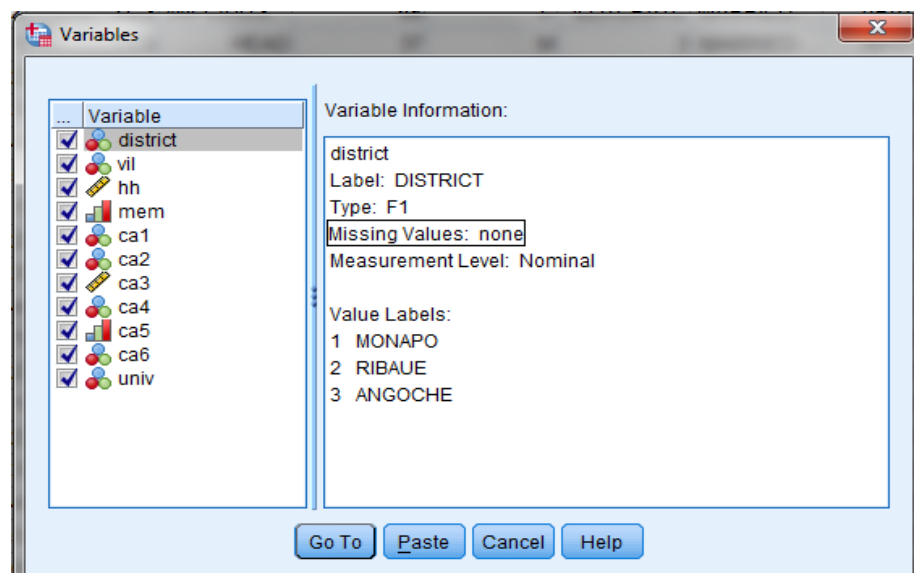 Variables
... Variable
district
vil
hh
mem
ca1
ca2
ca3
ca4
ca5
ca6
univ
Variable Information:
district
Label: DISTRICT
Type: F1
Missing Values: none
Measurement Level: Nominal
Value Labels:
1 MONAPO
2 RIBAUE
3 ANGOCHE
Go To Paste Cancel Help